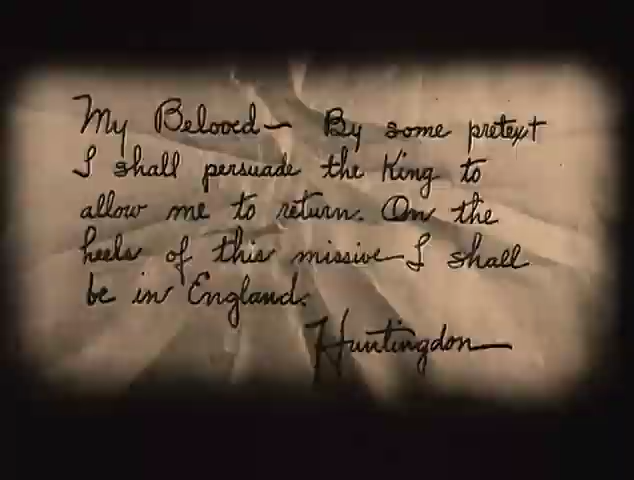 My Beloved— By some pretext
I shall persuade the King to
allow me to return. On the
heels of this missive I shall
be in England.
Huntingdon